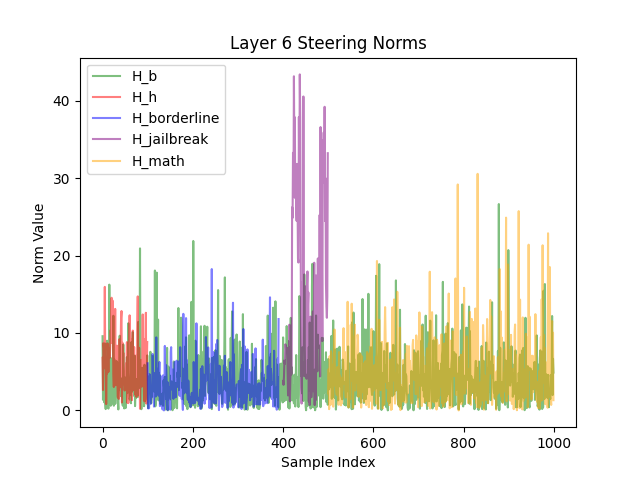 Layer 6 Steering Norms
H_b
H_h
H_borderline
H_jailbreak
H_math
Norm Value
40
30
20
10
0
0 200 400 600 800 1000
Sample Index